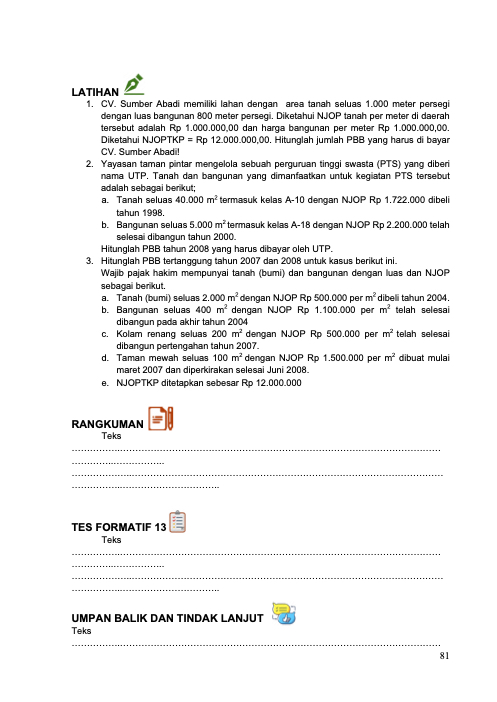 LATIHAN
1. CV. Sumber Abadi memiliki lahan dengan area tanah seluas 1.000 meter persegi
dengan luas bangunan 800 meter persegi. Diketahui NJOP tanah per meter di daerah
tersebut adalah Rp 1.000.000,00 dan harga bangunan per meter Rp 1.000.000,00.
Diketahui NJOPTKP = Rp 12.000.000,00. Hitunglah jumlah PBB yang harus di bayar
CV. Sumber Abadi!
2. Yayasan taman pintar mengelola sebuah perguruan tinggi swasta (PTS) yang diberi
nama UTP. Tanah dan bangunan yang dimanfaatkan untuk kegiatan PTS tersebut
adalah sebagai berikut;
a. Tanah seluas 40.000 m² termasuk kelas A-10 dengan NJOP Rp 1.722.000 dibeli
tahun 1998.
b. Bangunan seluas 5.000 m² termasuk kelas A-18 dengan NJOP Rp 2.200.000 telah
selesai dibangun tahun 2000.
Hitunglah PBB tahun 2008 yang harus dibayar oleh UTP.
3. Hitunglah PBB tertanggung tahun 2007 dan 2008 untuk kasus berikut ini.
Wajib pajak hakim mempunyai tanah (bumi) dan bangunan dengan luas dan NJOP
sebagai berikut.
a. Tanah (bumi) seluas 2.000 m² dengan NJOP Rp 500.000 per m² dibeli tahun 2004.
b. Bangunan seluas 400 m² dengan NJOP Rp 1.100.000 per m² telah selesai
dibangun pada akhir tahun 2004
c. Kolam renang seluas 200 m² dengan NJOP Rp 500.000 per m² telah selesai
dibangun pertengahan tahun 2007.
d. Taman mewah seluas 100 m² dengan NJOP Rp 1.500.000 per m² dibuat mulai
maret 2007 dan diperkirakan selesai Juni 2008.
e. NJOPTKP ditetapkan sebesar Rp 12.000.000
RANGKUMAN
Teks
……………………………………………………………………………………………………………
…………..……………..
……………………………………………………………………………………………………………
……………..…………………………..
TES FORMATIF 13
Teks
……………………………………………………………………………………………………………
…………..……………..
……………………………………………………………………………………………………………
……………..…………………………..
UMPAN BALIK DAN TINDAK LANJUT
Teks
……………………………………………………………………………………………………………
81